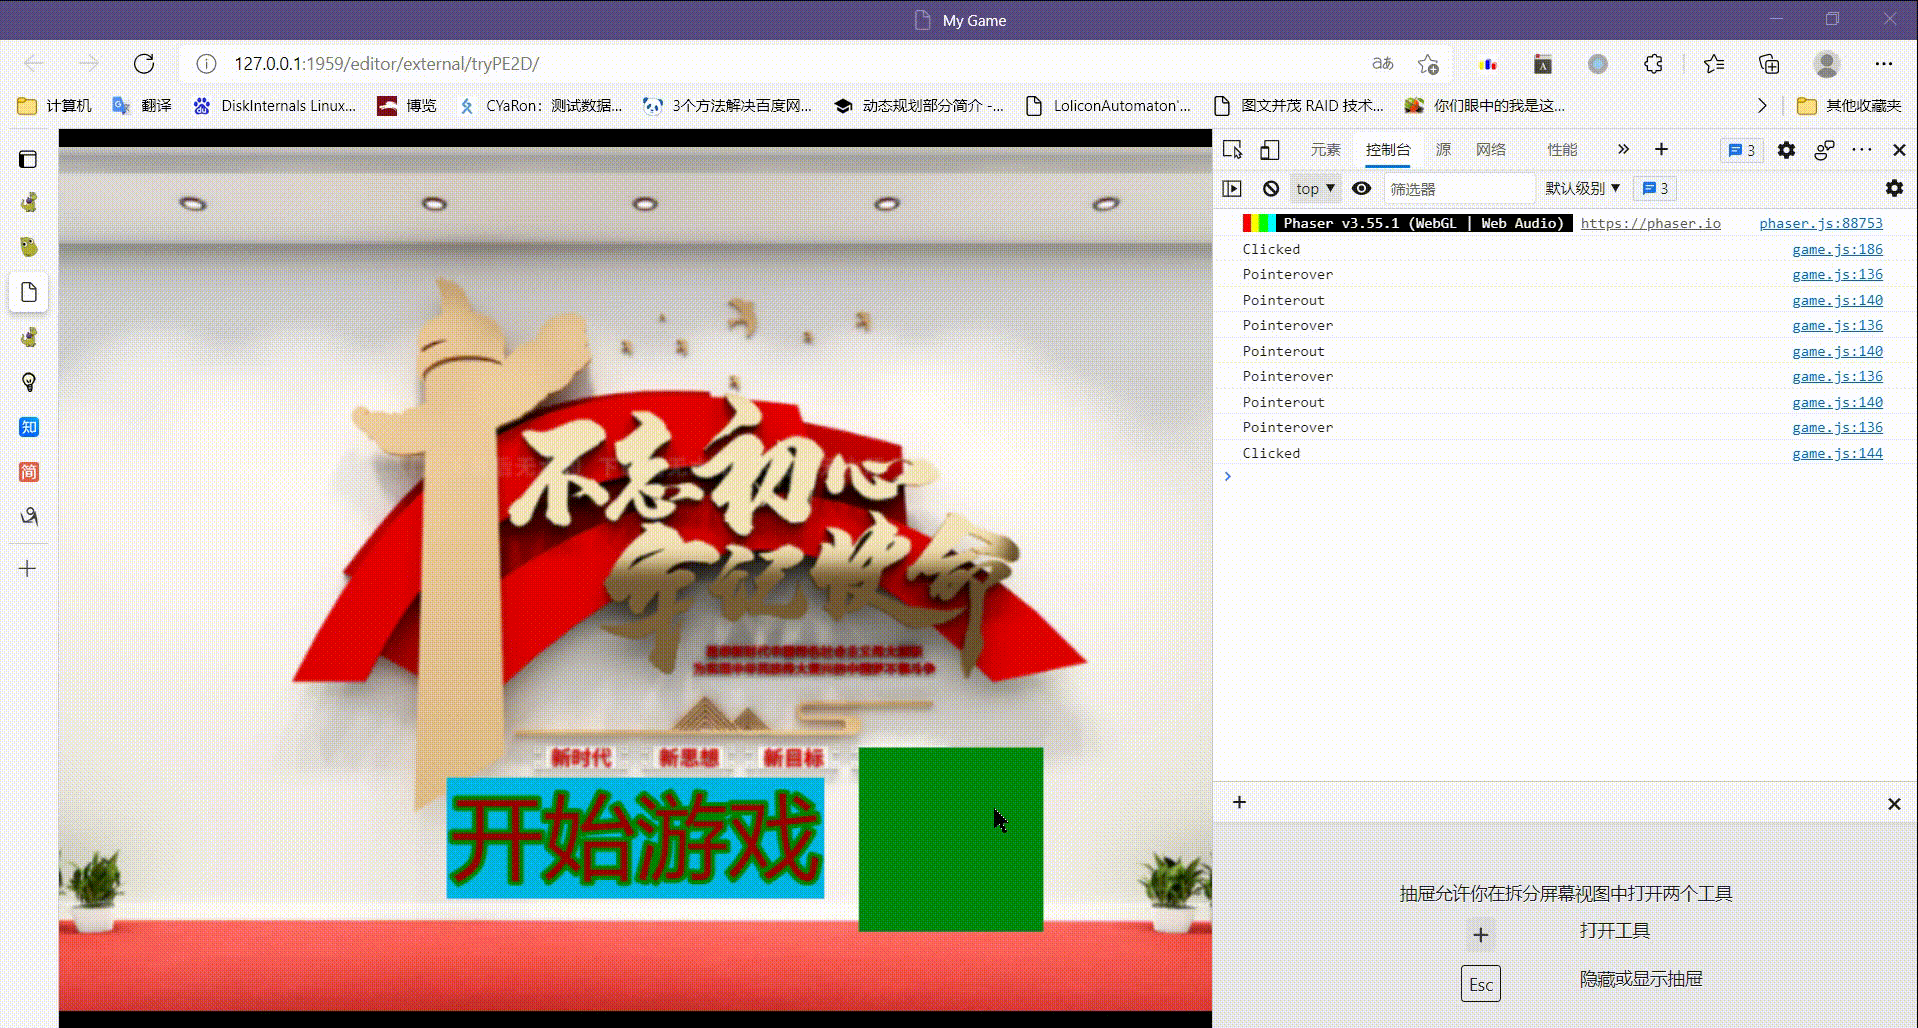 My Game
127.0.0.1:1959/editor/external/tryPE2D/
计算机
翻译
DiskInternals Linux...
博览
CYaRon：测试数据...
3个方法解决百度网...
动态规划部分简介 -...
LoliconAutomaton'...
图文并茂 RAID 技术...
你们眼中的我是这...
其他收藏夹
元素
控制台
源
网络
性能
3
top
筛选器
默认级别
3
Phaser v3.55.1 (WebGL | Web Audio) https://phaser.io phaser.js:88753
Clicked game.js:186
Pointerover game.js:136
Pointerout game.js:140
Pointerover game.js:136
Pointerout game.js:140
Pointerover game.js:136
Pointerout game.js:140
Pointerover game.js:136
Clicked game.js:144
知
简
不忘初心
牢记使命
新时代 新思想 新目标
开始游戏
抽屉允许你在拆分屏幕视图中打开两个工具
打开工具
Esc 隐藏或显示抽屉